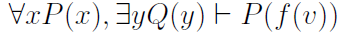 ∀xP(x), ∃yQ(y) ⊢ P(f(v))